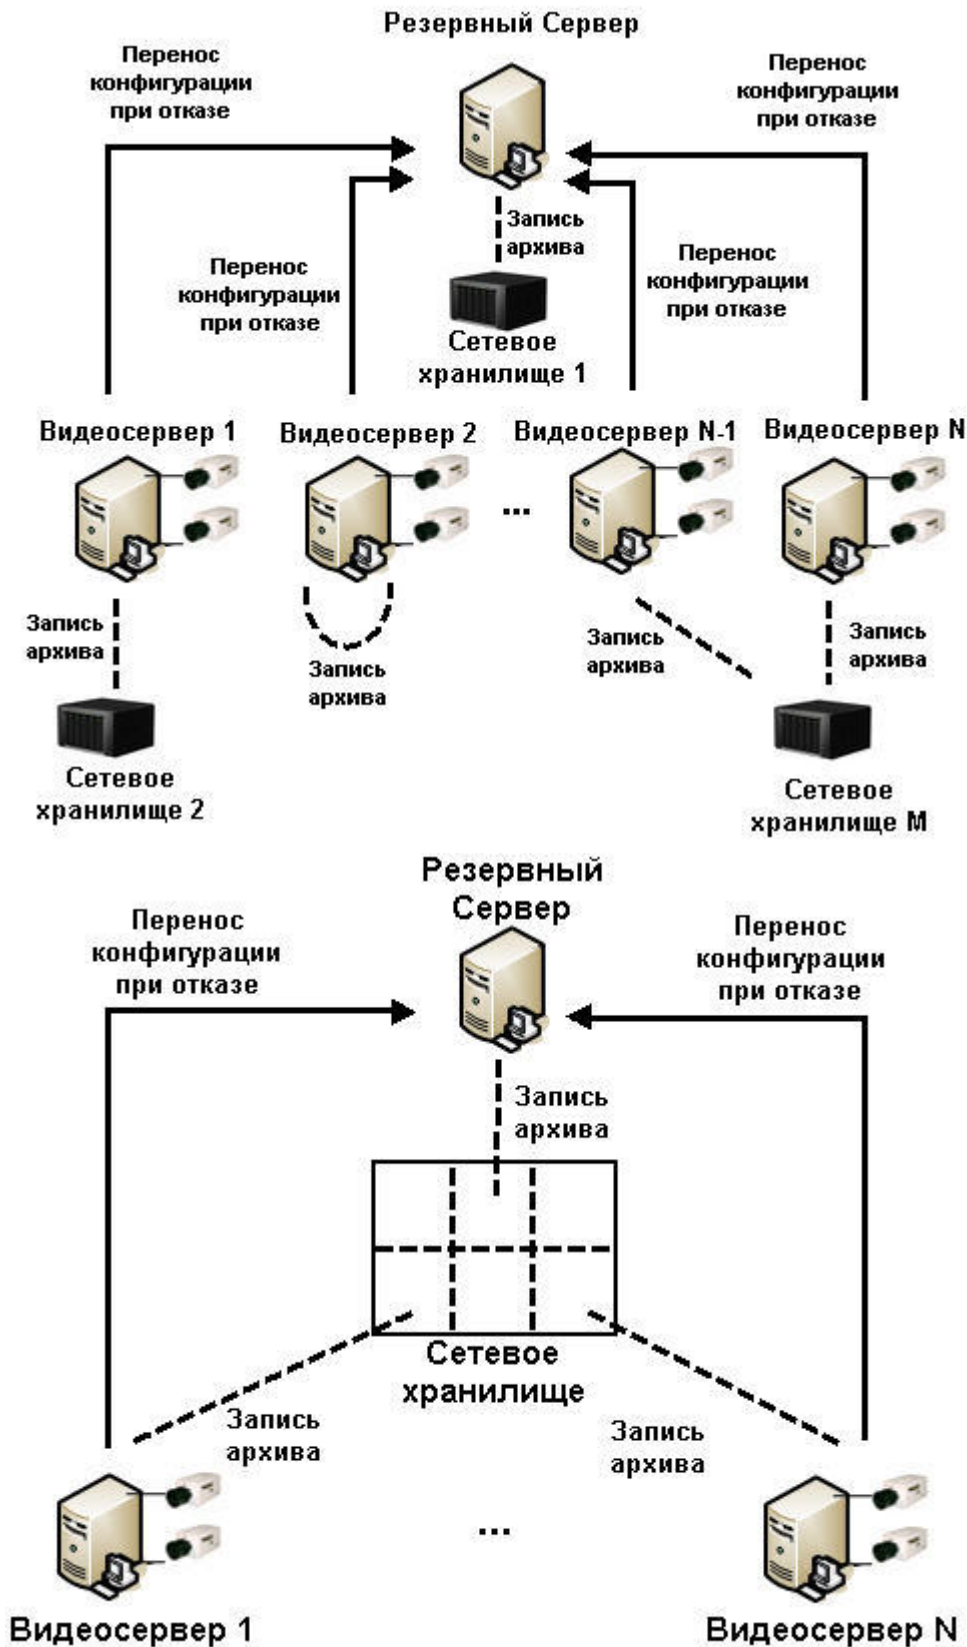 Резервный Сервер
Перенос
конфигурации
при отказе
Перенос
конфигурации
при отказе
Запись
архива
Перенос
конфигурации
при отказе
Перенос
конфигурации
при отказе
Сетевое
хранилище 1
Видеосервер 1
Видеосервер 2
Видеосервер N-1
Видеосервер N
...
Запись
архива
Запись
архива
Запись
архива
Запись
архива
Сетевое
хранилище 2
Сетевое
хранилище М
Резервный
Сервер
Перенос
конфигурации
при отказе
Перенос
конфигурации
при отказе
Запись
архива
Сетевое
хранилище
Запись
архива
Запись
архива
...
Видеосервер 1
Видеосервер N